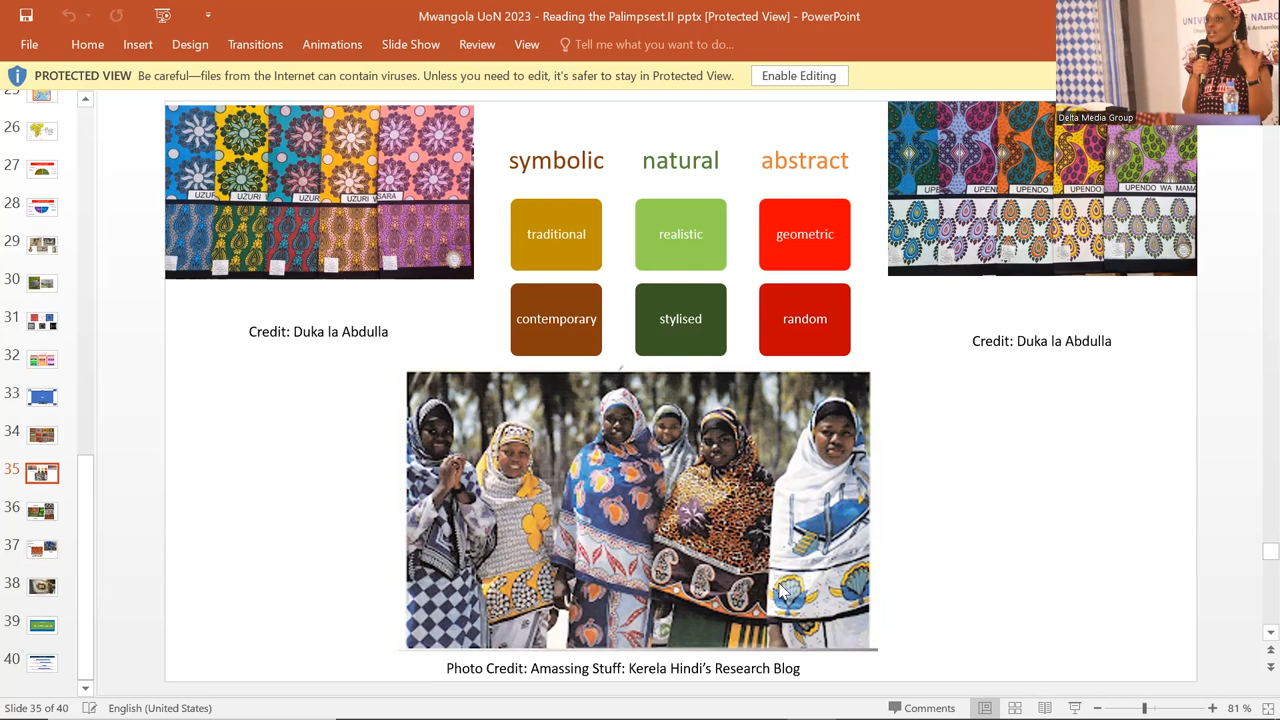 Mwangola UoN 2023 - Reading the Palimpsest.II pptx [Protected View] - PowerPoint
File Home Insert Design Transitions Animations Slide Show Review View Tell me what you want to do...
PROTECTED VIEW Be careful—files from the Internet can contain viruses. Unless you need to edit, it's safer to stay in Protected View. Enable Editing
Delta Media Group
25
26
27
28
29
30
31
32
33
34
35
36
37
38
39
40
symbolic natural abstract
traditional realistic geometric
contemporary stylised random
UZURI
UPENDO
UPENDO WA MAMA
Credit: Duka la Abdulla
Credit: Duka la Abdulla
Photo Credit: Amassing Stuff: Kerela Hindi's Research Blog
Slide 35 of 40 English (United States) Comments 81 %